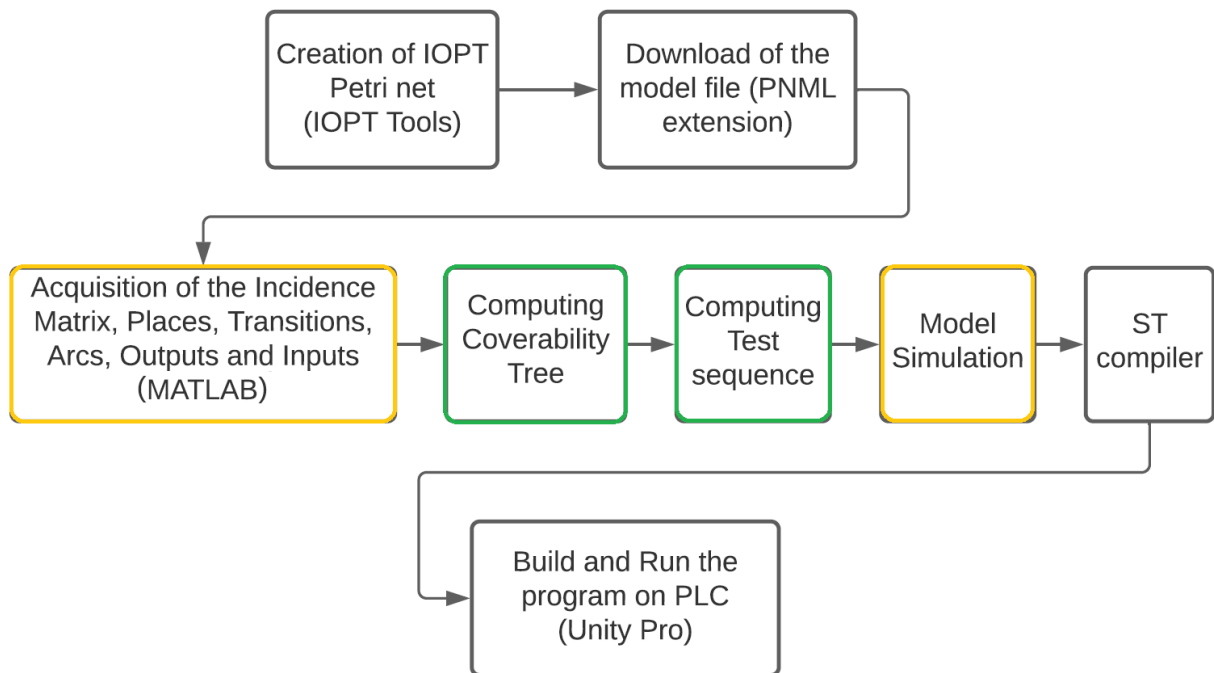 Creation of IOPT
Petri net
(IOPT Tools)
Download of the
model file (PNML
extension)
Acquisition of the Incidence
Matrix, Places, Transitions,
Arcs, Outputs and Inputs
(MATLAB)
Computing
Coverability
Tree
Computing
Test
sequence
Model
Simulation
ST
compiler
Build and Run the
program on PLC
(Unity Pro)